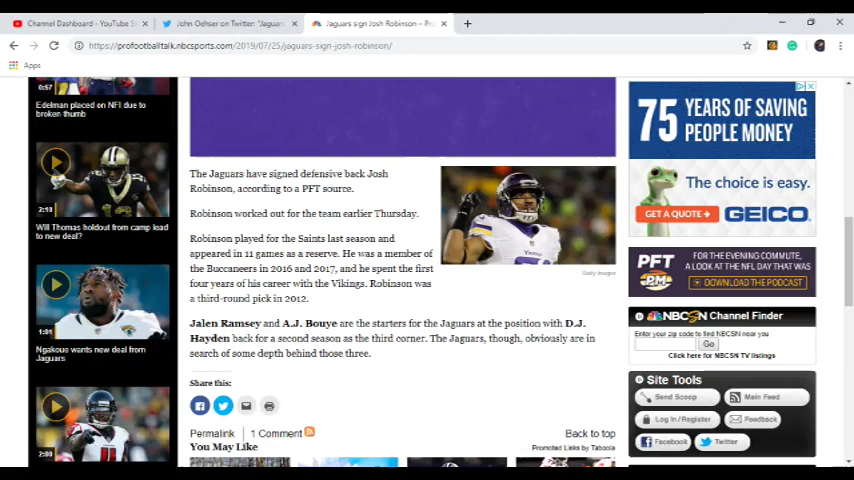 Channel Dashboard - YouTube S
John Oehser on Twitter: "Jaguars
Jaguars sign Josh Robinson – Pro
https://profootballtalk.nbcsports.com/2019/07/25/jaguars-sign-josh-robinson/
Apps
0:57
Edelman placed on NFI due to
broken thumb
2:13
Will Thomas holdout from camp lead
to new deal?
1:01
Ngakoue wants new deal from
Jaguars
2:00
The Jaguars have signed defensive back Josh
Robinson, according to a PFT source.
Robinson worked out for the team earlier Thursday.
Robinson played for the Saints last season and
appeared in 11 games as a reserve. He was a member of
the Buccaneers in 2016 and 2017, and he spent the first
four years of his career with the Vikings. Robinson was
a third-round pick in 2012.
Getty Images
Jalen Ramsey and A.J. Bouye are the starters for the Jaguars at the position with D.J.
Hayden back for a second season as the third corner. The Jaguars, though, obviously are in
search of some depth behind those three.
Share this:
Permalink
1 Comment
Back to top
You May Like
Promoted Links by Taboola
75 YEARS OF SAVING
PEOPLE MONEY
The choice is easy.
GET A QUOTE
GEICO
PFT
PM
FOR THE EVENING COMMUTE,
A LOOK AT THE NFL DAY THAT WAS
DOWNLOAD THE PODCAST
NBCSN Channel Finder
Enter your zip code to find NBCSN near you
Go
Click here for NBCSN TV listings
Site Tools
Send Scoop
Main Feed
Log In / Register
Feedback
Facebook
Twitter